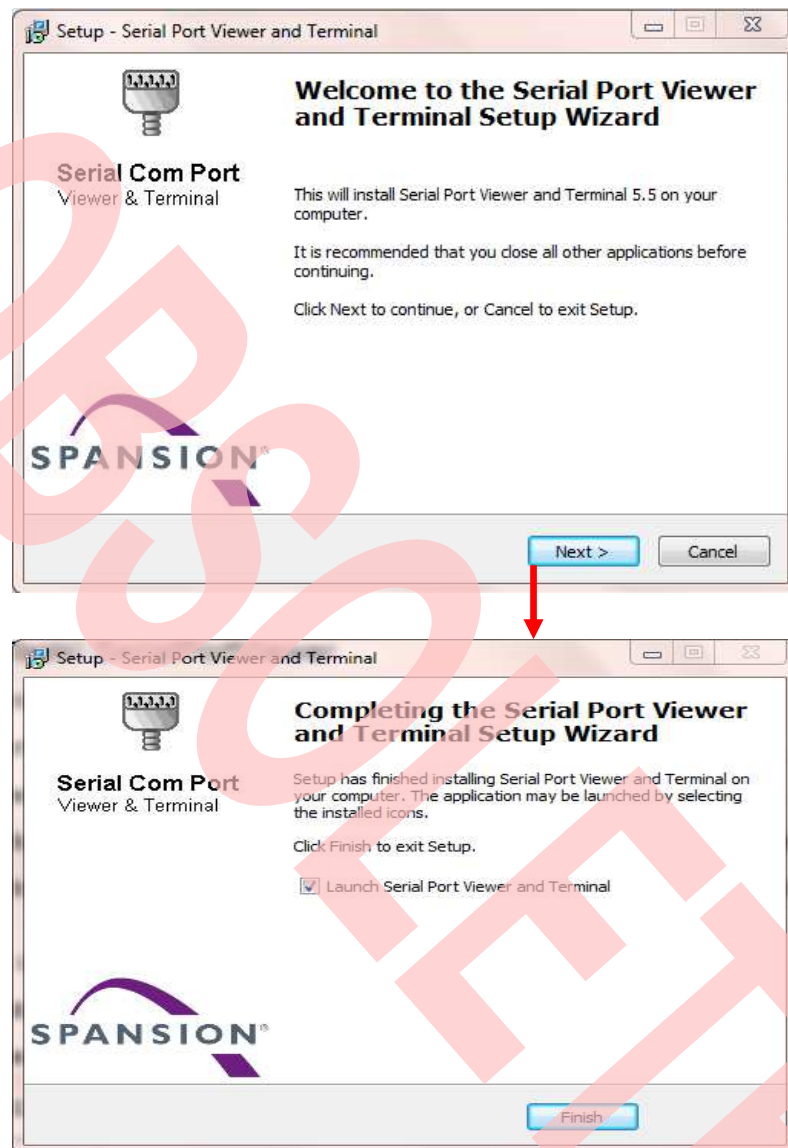 Setup - Serial Port Viewer and Terminal
Serial Com Port
Viewer & Terminal
Welcome to the Serial Port Viewer
and Terminal Setup Wizard
This will install Serial Port Viewer and Terminal 5.5 on your
computer.
It is recommended that you close all other applications before
continuing.
Click Next to continue, or Cancel to exit Setup.
SPANSION®
Next >
Cancel
Setup - Serial Port Viewer and Terminal
Serial Com Port
Viewer & Terminal
Completing the Serial Port Viewer
and Terminal Setup Wizard
Setup has finished installing Serial Port Viewer and Terminal on
your computer. The application may be launched by selecting
the installed icons.
Click Finish to exit Setup.
Launch Serial Port Viewer and Terminal
SPANSION®
Finish
OBSOLETE